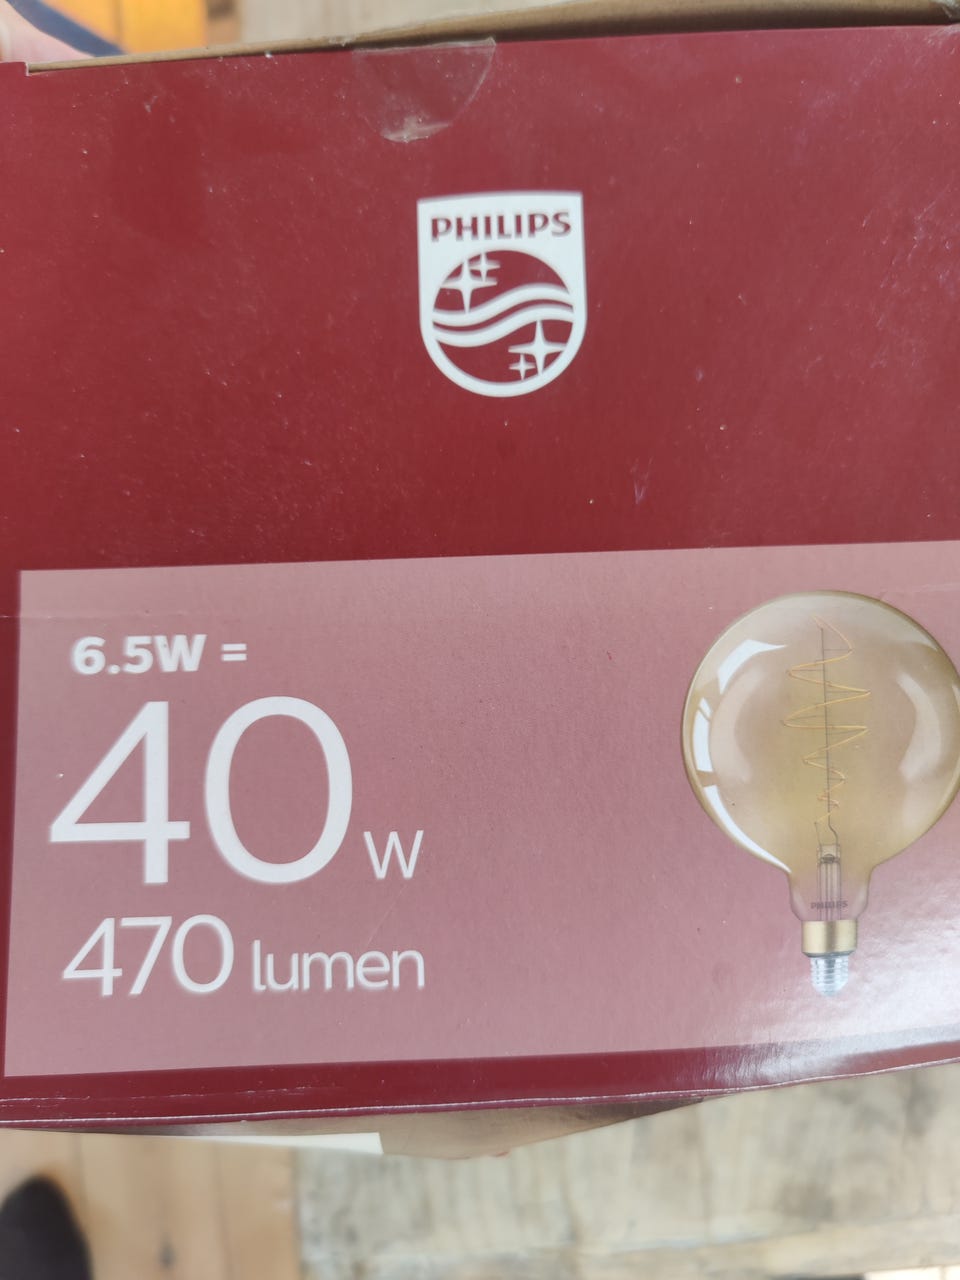 PHILIPS
6.5W =
40 W
470 lumen
PHILIPS